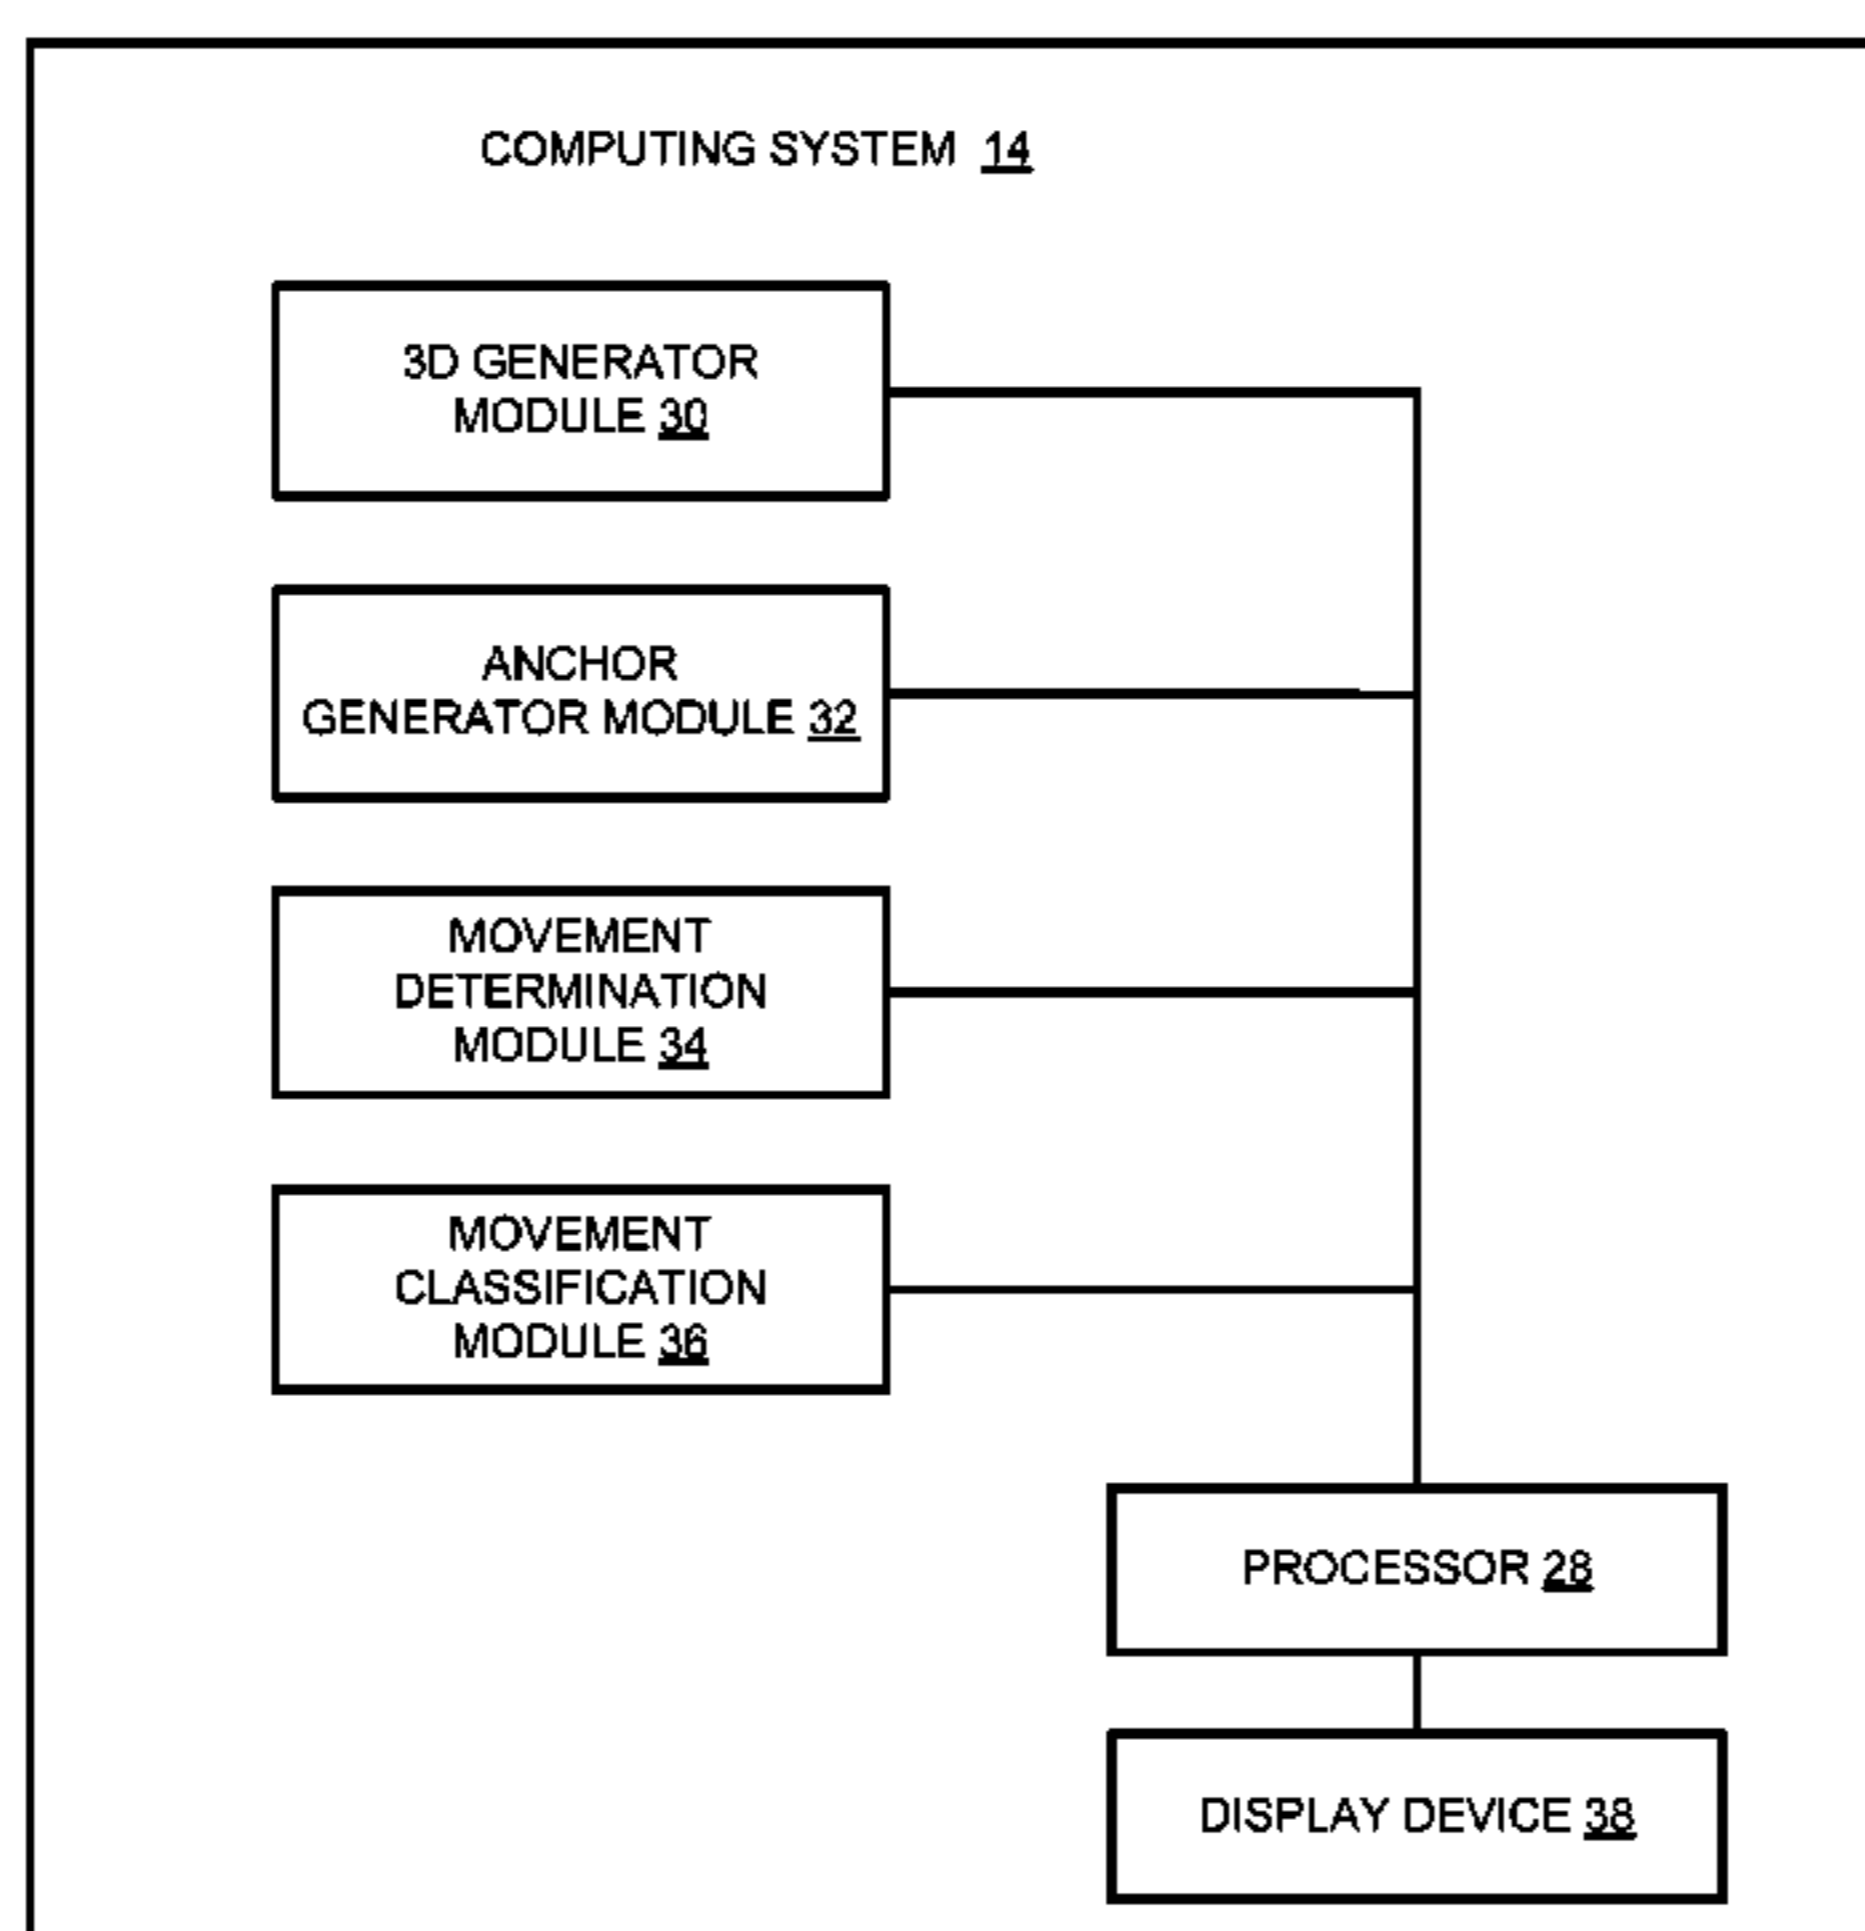 COMPUTING SYSTEM 14
3D GENERATOR
MODULE 30
ANCHOR
GENERATOR MODULE 32
MOVEMENT
DETERMINATION
MODULE 34
MOVEMENT
CLASSIFICATION
MODULE 36
PROCESSOR 28
DISPLAY DEVICE 38